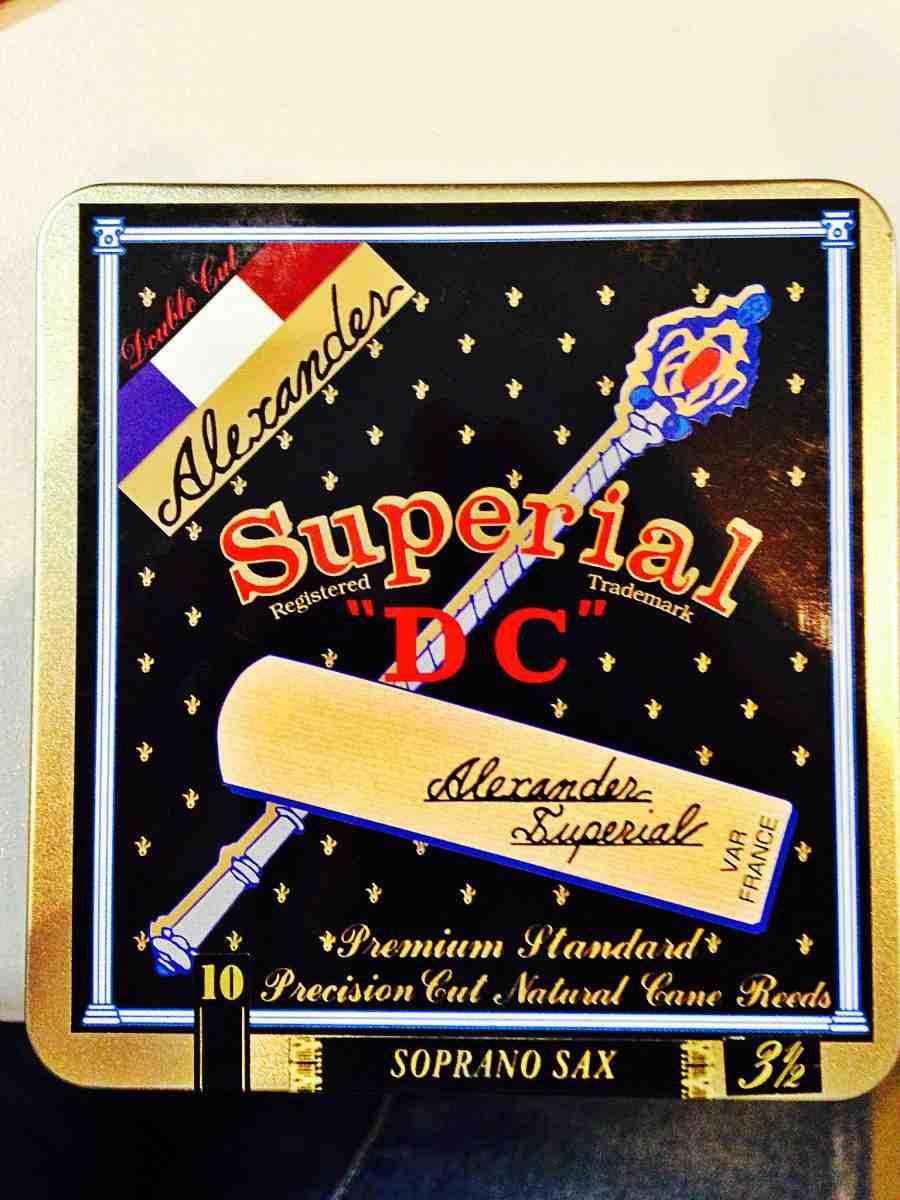 Double Cut
Alexander
Superial
Registered Trademark
"DC"
Alexander
Superial
VAR
FRANCE
Premium Standard
10 Precision Cut Natural Cane Reeds
SOPRANO SAX 3½